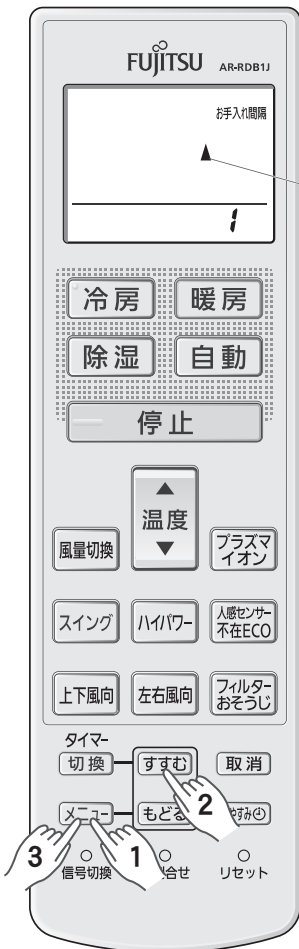 FUJITSU AR-RDB1J
お手入れ間隔
▲
1
冷房 暖房
除湿 自動
停止
▲
温度
▼
風量切換
プラズマ
イオン
スイング ハイパワー
人感センサー
不在ECO
上下風向 左右風向
フィルター
おそうじ
タイマー
切換 すすむ 取消
メニュー もどる
3 1 2
信号切換 リセット